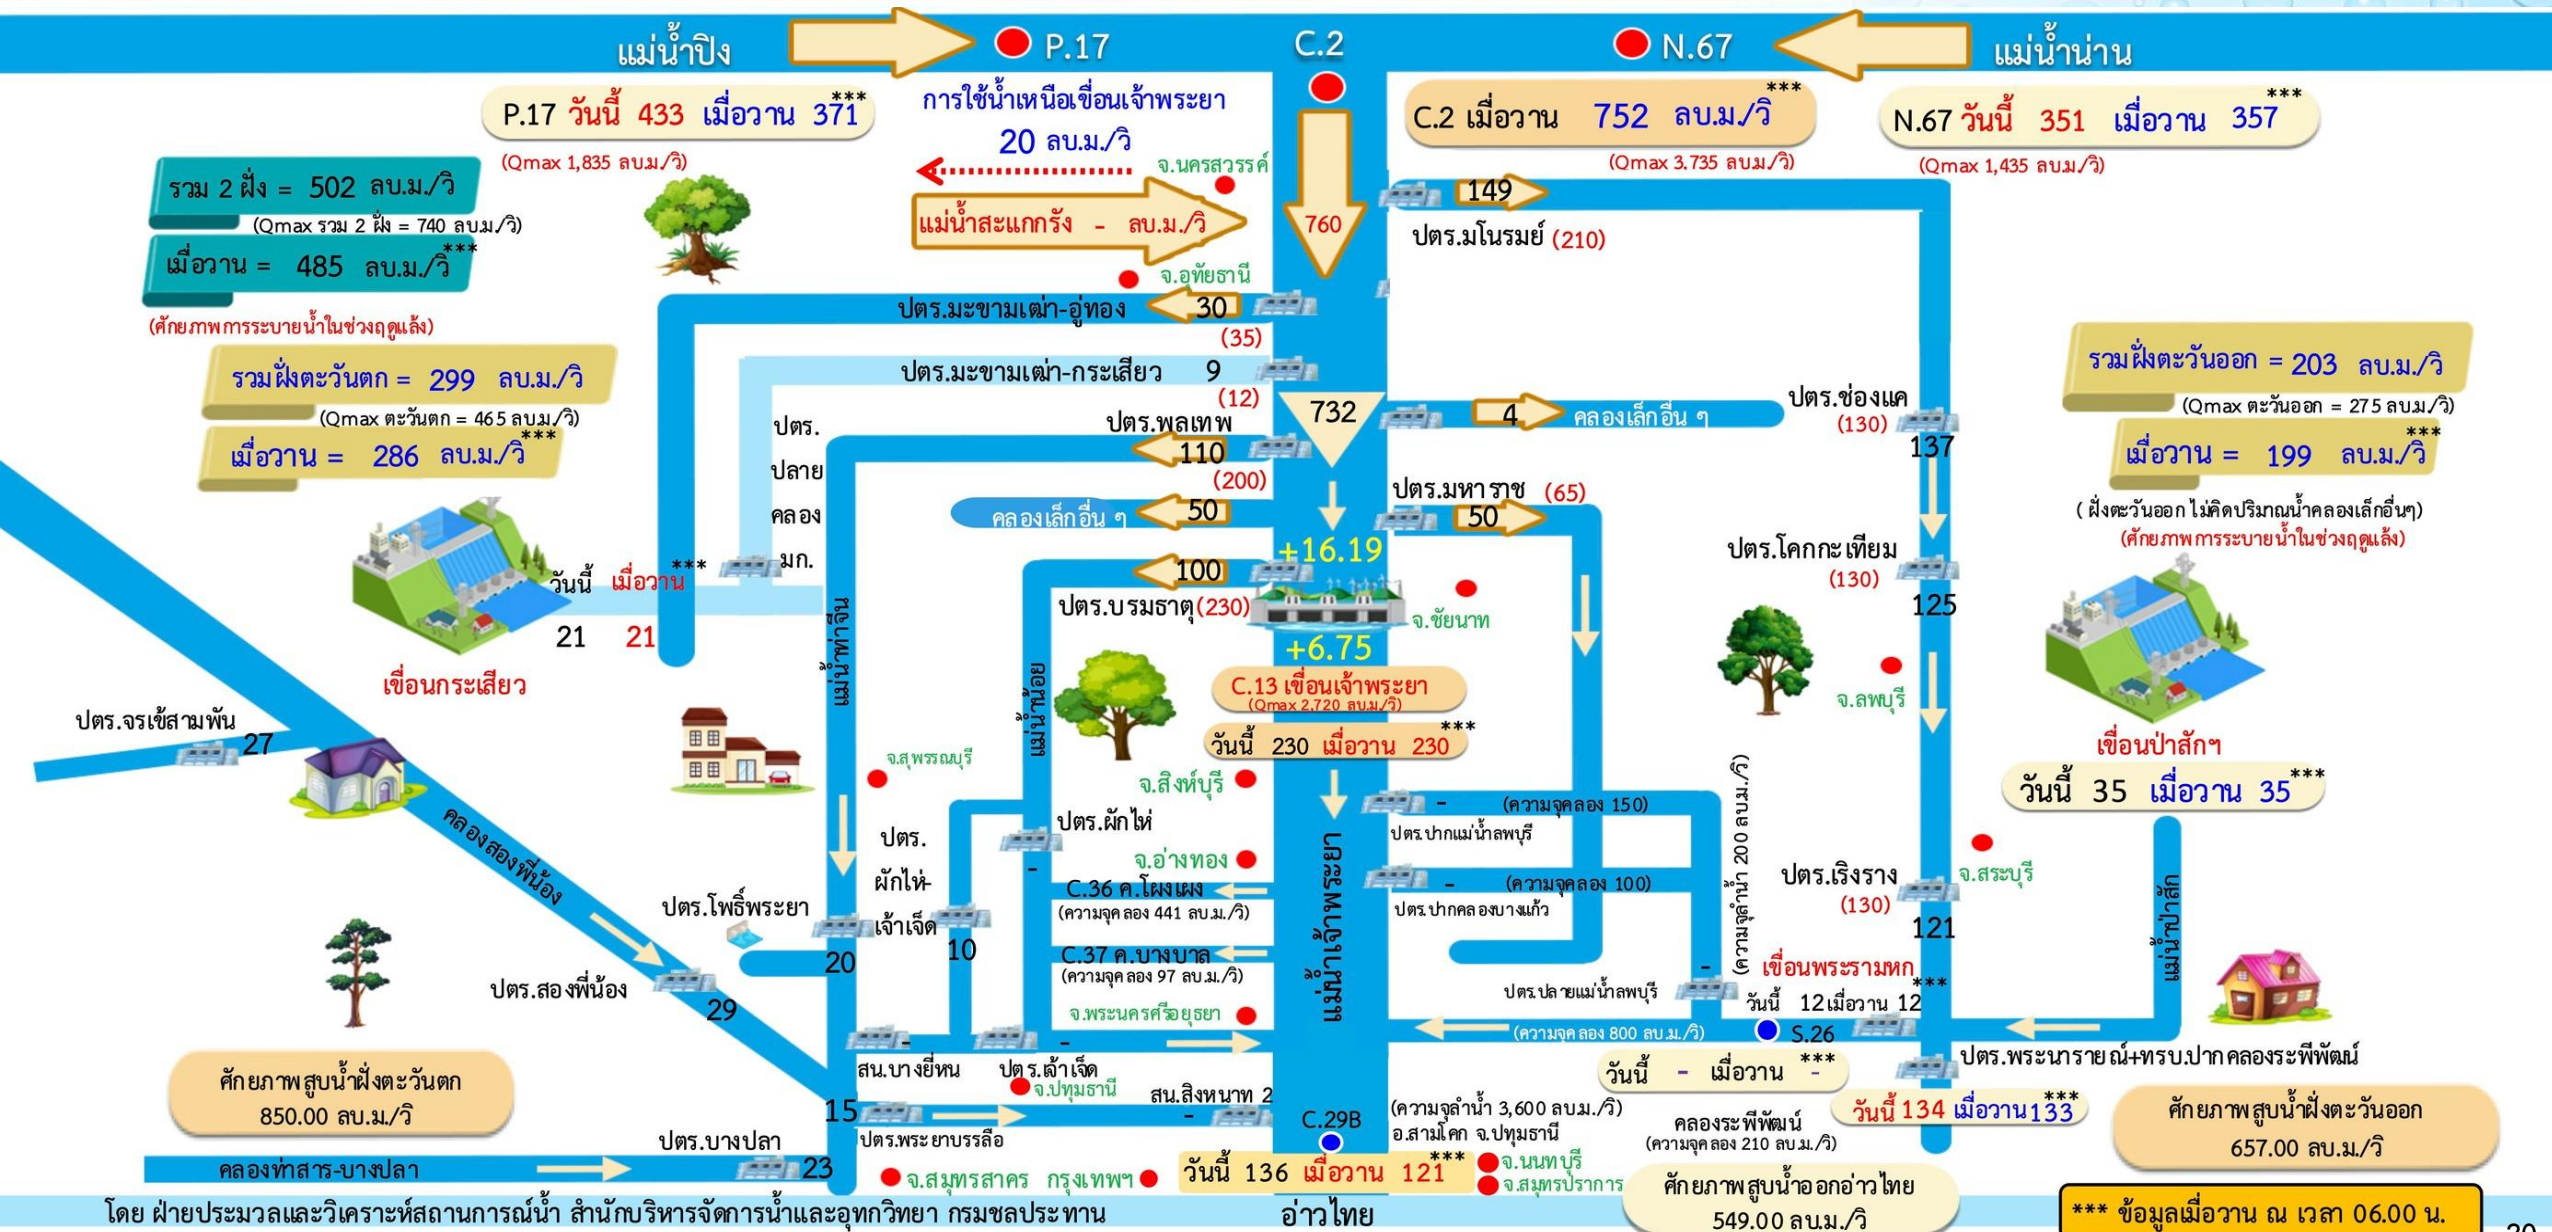 แม่น้ำปิง
P.17
C.2
N.67
แม่น้ำน่าน
P.17 วันนี้ 433 เมื่อวาน 371***
(Qmax 1,835 ลบ.ม./วิ)
การใช้น้ำเหนือเขื่อนเจ้าพระยา
20 ลบ.ม./วิ
C.2 เมื่อวาน 752 ลบ.ม./วิ***
(Qmax 3.735 ลบ.ม./วิ)
N.67 วันนี้ 351 เมื่อวาน 357***
(Qmax 1,435 ลบ.ม./วิ)
รวม 2 ฝั่ง = 502 ลบ.ม./วิ
(Qmax รวม 2 ฝั่ง = 740 ลบ.ม./วิ)
เมื่อวาน = 485 ลบ.ม./วิ***
(ศักยภาพการระบายน้ำในช่วงฤดูแล้ง)
รวมฝั่งตะวันตก = 299 ลบ.ม./วิ
(Qmax ตะวันตก = 465 ลบ.ม./วิ)
เมื่อวาน = 286 ลบ.ม./วิ***
จ.นครสวรรค์
แม่น้ำสะแกกรัง - ลบ.ม./วิ
760
149
ปตร.มโนรมย์ (210)
จ.อุทัยธานี
ปตร.มะขามเฒ่า-อู่ทอง 30
(35)
ปตร.มะขามเฒ่า-กระเสียว 9
(12)
732
4 คลองเล็กอื่น ๆ
ปตร.ช่องแค
(130)
137
รวมฝั่งตะวันออก = 203 ลบ.ม./วิ
(Qmax ตะวันออก = 275 ลบ.ม./วิ)
เมื่อวาน = 199 ลบ.ม./วิ***
( ฝั่งตะวันออก ไม่คิดปริมาณน้ำคลองเล็กอื่นๆ)
(ศักยภาพการระบายน้ำในช่วงฤดูแล้ง)
ปตร.พลเทพ
110
(200)
ปตร.
ปลาย
คลอง
มก.
คลองเล็กอื่น ๆ 50
ปตร.มหาราช (65)
50
+16.19
100
ปตร.บรมธาตุ(230)
จ.ชัยนาท
+6.75
ปตร.โคกกะเทียม
(130)
125
วันนี้ เมื่อวาน***
21 21
เขื่อนกระเสียว
แม่น้ำท่าจีน
แม่น้ำน้อย
C.13 เขื่อนเจ้าพระยา
(Qmax 2,720 ลบ.ม./วิ)
วันนี้ 230 เมื่อวาน 230***
จ.ลพบุรี
เขื่อนป่าสักฯ
วันนี้ 35 เมื่อวาน 35***
ปตร.จรเข้สามพัน
27
จ.สุพรรณบุรี
จ.สิงห์บุรี
- (ความจุคลอง 150)
ปตร.ปากแม่น้ำลพบุรี
(ความจุลำน้ำ 200 ลบ.ม./วิ)
คลองสองพี่น้อง
ปตร.
ผักไห่-
เจ้าเจ็ด
10
ปตร.ผักไห่
-
จ.อ่างทอง
C.36 ค.โผงเผง
(ความจุคลอง 441 ลบ.ม./วิ)
แม่น้ำเจ้าพระยา
- (ความจุคลอง 100)
ปตร.ปากคลองบางแก้ว
ปตร.เริงราง
(130)
121
จ.สระบุรี
แม่น้ำป่าสัก
ปตร.โพธิ์พระยา
20
C.37 ค.บางบาล
(ความจุคลอง 97 ลบ.ม./วิ)
ปตร.สองพี่น้อง
29
จ.พระนครศรีอยุธยา
-
ปตร.ปลายแม่น้ำลพบุรี
เขื่อนพระรามหก
วันนี้ 12 เมื่อวาน 12***
(ความจุคลอง 800 ลบ.ม./วิ)
S.26
วันนี้ - เมื่อวาน -***
-
สน.บางยี่หน
-
ปตร.เจ้าเจ็ด
ปตร.พระนารายณ์+ทรบ.ปากคลองระพีพัฒน์
วันนี้ 134 เมื่อวาน133***
ศักยภาพสูบน้ำฝั่งตะวันตก
850.00 ลบ.ม./วิ
จ.ปทุมธานี
สน.สิงหนาท 2
15
-
ปตร.พระยาบรรลือ
C.29B
(ความจุลำน้ำ 3,600 ลบ.ม./วิ)
อ.สามโคก จ.ปทุมธานี
คลองระพีพัฒน์
(ความจุคลอง 210 ลบ.ม./วิ)
ศักยภาพสูบน้ำฝั่งตะวันออก
657.00 ลบ.ม./วิ
ปตร.บางปลา
คลองท่าสาร-บางปลา
23
จ.สมุทรสาคร กรุงเทพฯ
วันนี้ 136 เมื่อวาน 121***
จ.นนทบุรี
จ.สมุทรปราการ
ศักยภาพสูบน้ำออกอ่าวไทย
549.00 ลบ.ม./วิ
โดย ฝ่ายประมวลและวิเคราะห์สถานการณ์น้ำ สำนักบริหารจัดการน้ำและอุทกวิทยา กรมชลประทาน
อ่าวไทย
*** ข้อมูลเมื่อวาน ณ เวลา 06.00 น.